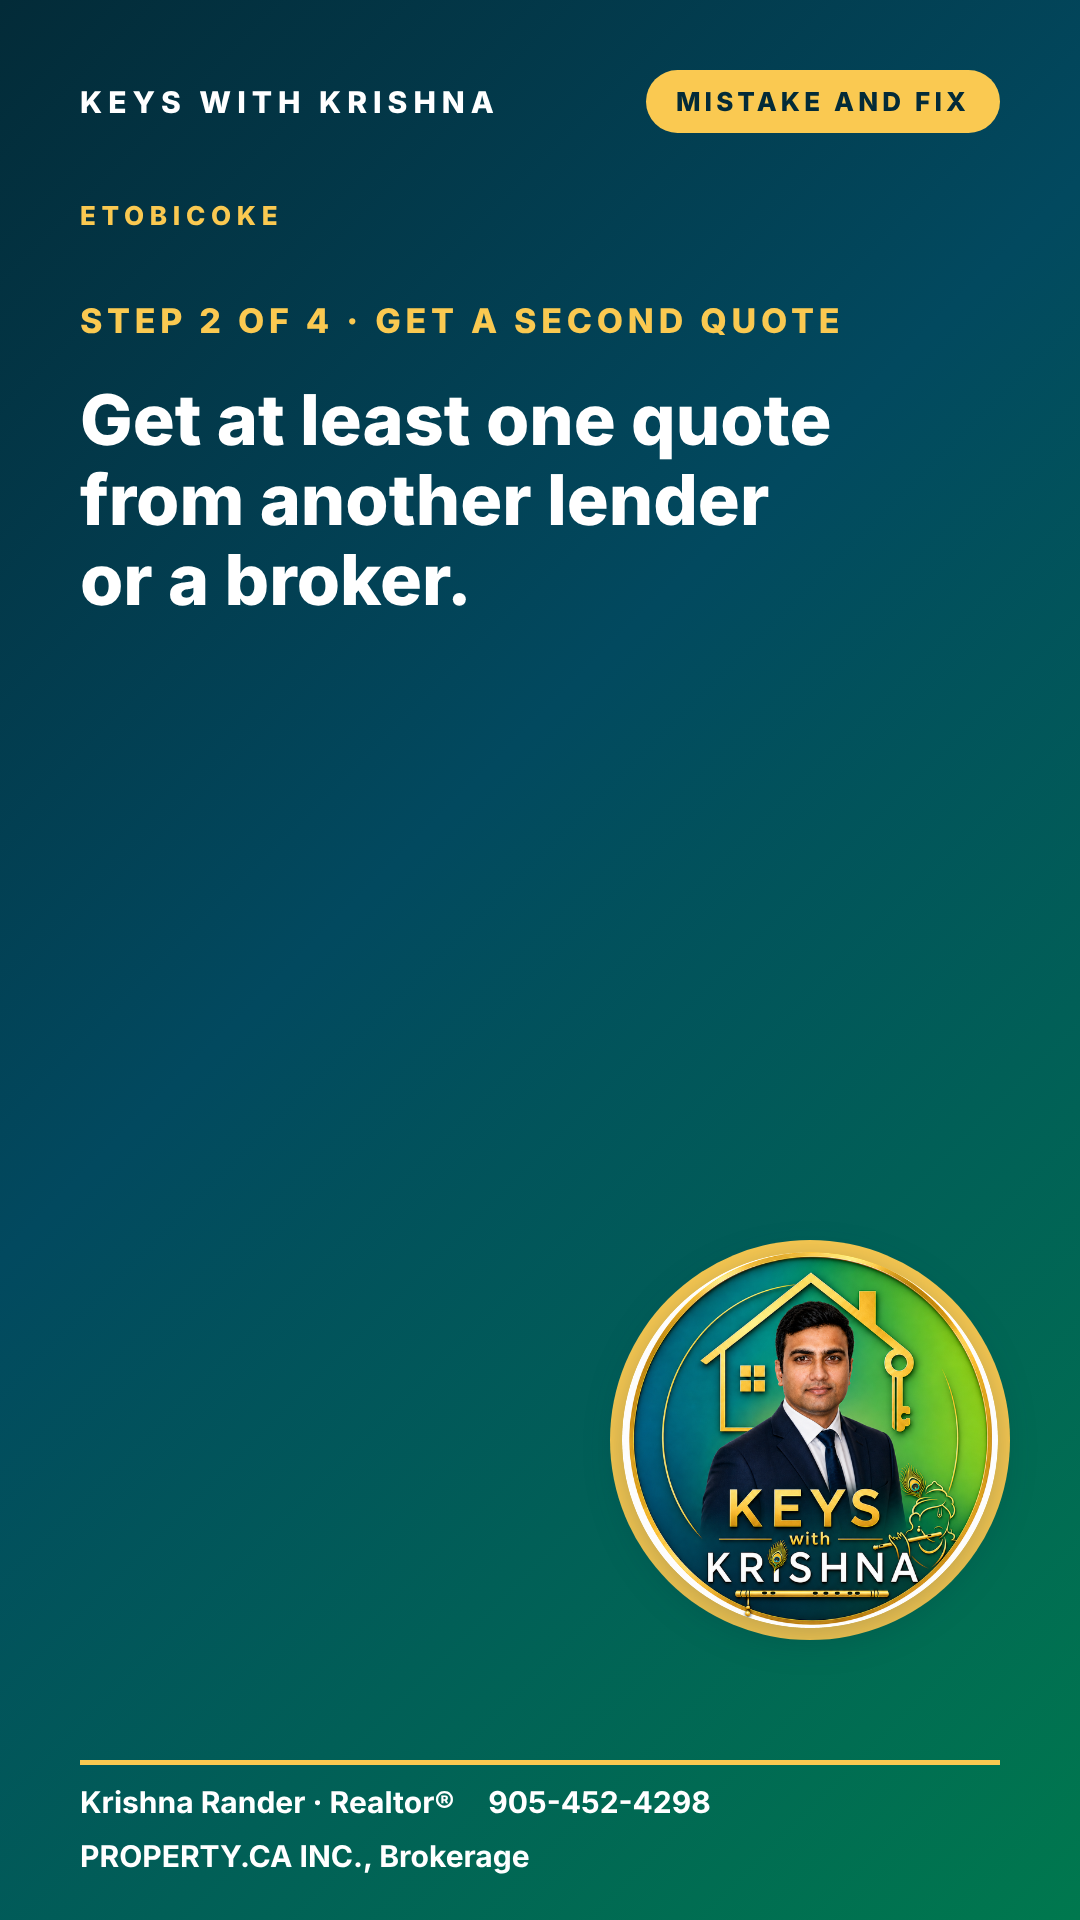 KEYS WITH KRISHNA
MISTAKE AND FIX
ETOBICOKE
STEP 2 OF 4 · GET A SECOND QUOTE
Get at least one quote
from another lender
or a broker.
KEYS
with
KRISHNA
Krishna Rander · Realtor® 905-452-4298
PROPERTY.CA INC., Brokerage